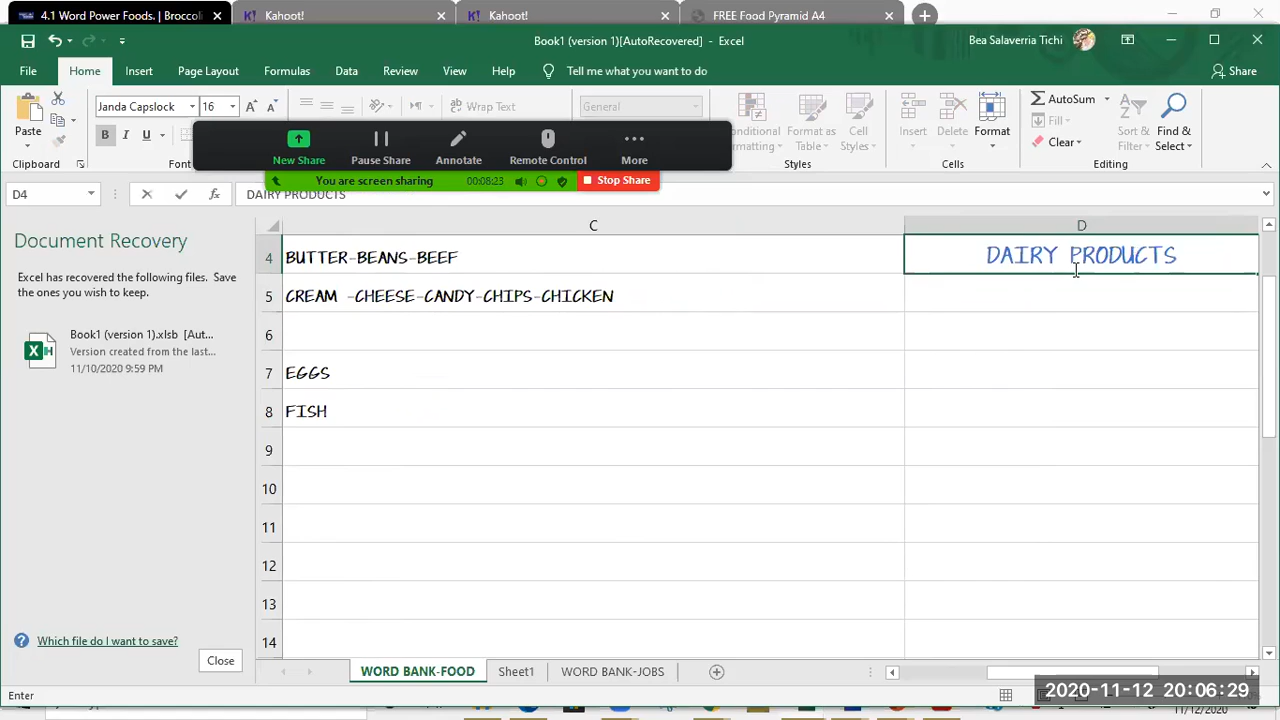 4.1 Word Power Foods. | Broccoli
Kahoot!
Kahoot!
FREE Food Pyramid A4
Book1 (version 1)[AutoRecovered] - Excel
Bea Salaverria Tichi
File Home Insert Page Layout Formulas Data Review View Help Tell me what you want to do Share
Janda Capslock 16 A A Wrap Text General AutoSum
Paste B I U Conditional Format as Cell Insert Delete Format Fill Sort & Find &
Formatting Table Styles Clear Filter Select
Clipboard Font Styles Cells Editing
New Share Pause Share Annotate Remote Control More
You are screen sharing 00:08:23 Stop Share
D4 fx DAIRY PRODUCTS
C D
Document Recovery
Excel has recovered the following files. Save
the ones you wish to keep.
Book1 (version 1).xlsb [Aut...
Version created from the last...
11/10/2020 9:59 PM
Which file do I want to save?
Close
4 BUTTER-BEANS-BEEF DAIRY PRODUCTS
5 CREAM -CHEESE-CANDY-CHIPS-CHICKEN
6
7 EGGS
8 FISH
9
10
11
12
13
14
WORD BANK-FOOD Sheet1 WORD BANK-JOBS
Enter
2020-11-12 20:06:29
11/12/2020